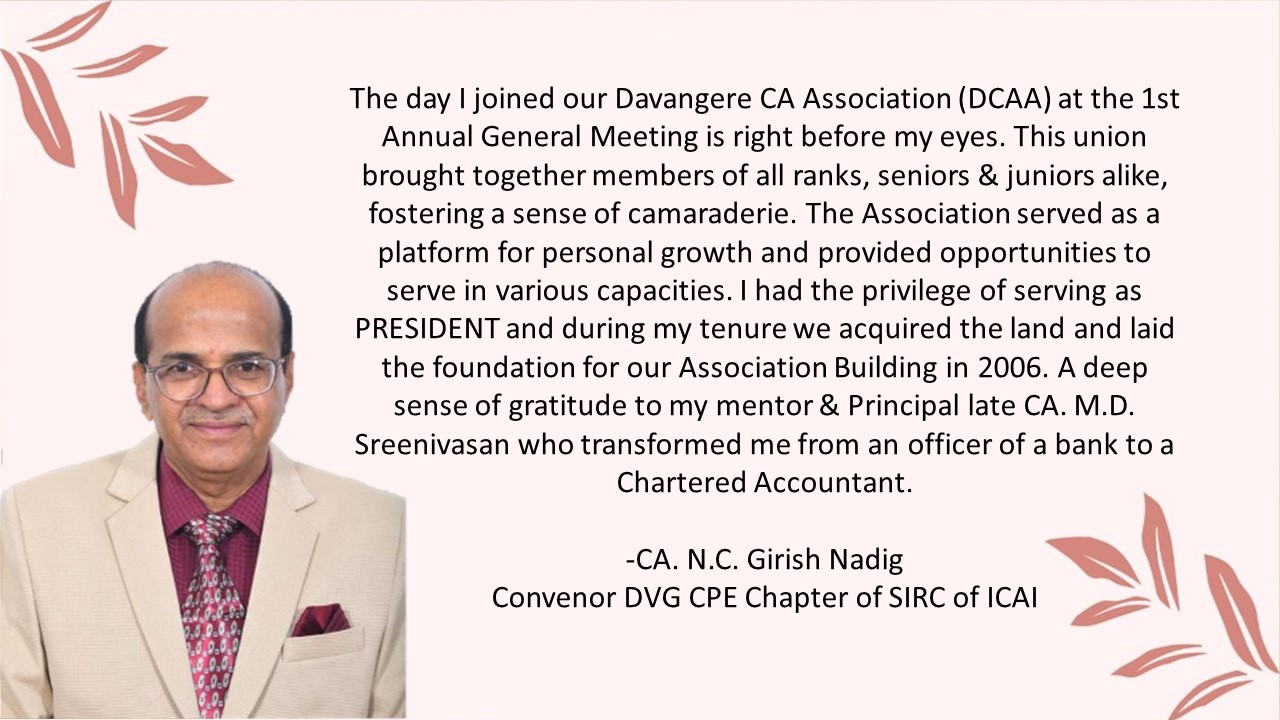 The day I joined our Davangere CA Association (DCAA) at the 1st
Annual General Meeting is right before my eyes. This union
brought together members of all ranks, seniors & juniors alike,
fostering a sense of camaraderie. The Association served as a
platform for personal growth and provided opportunities to
serve in various capacities. I had the privilege of serving as
PRESIDENT and during my tenure we acquired the land and laid
the foundation for our Association Building in 2006. A deep
sense of gratitude to my mentor & Principal late CA. M.D.
Sreenivasan who transformed me from an officer of a bank to a
Chartered Accountant.
-CA. N.C. Girish Nadig
Convenor DVG CPE Chapter of SIRC of ICAI